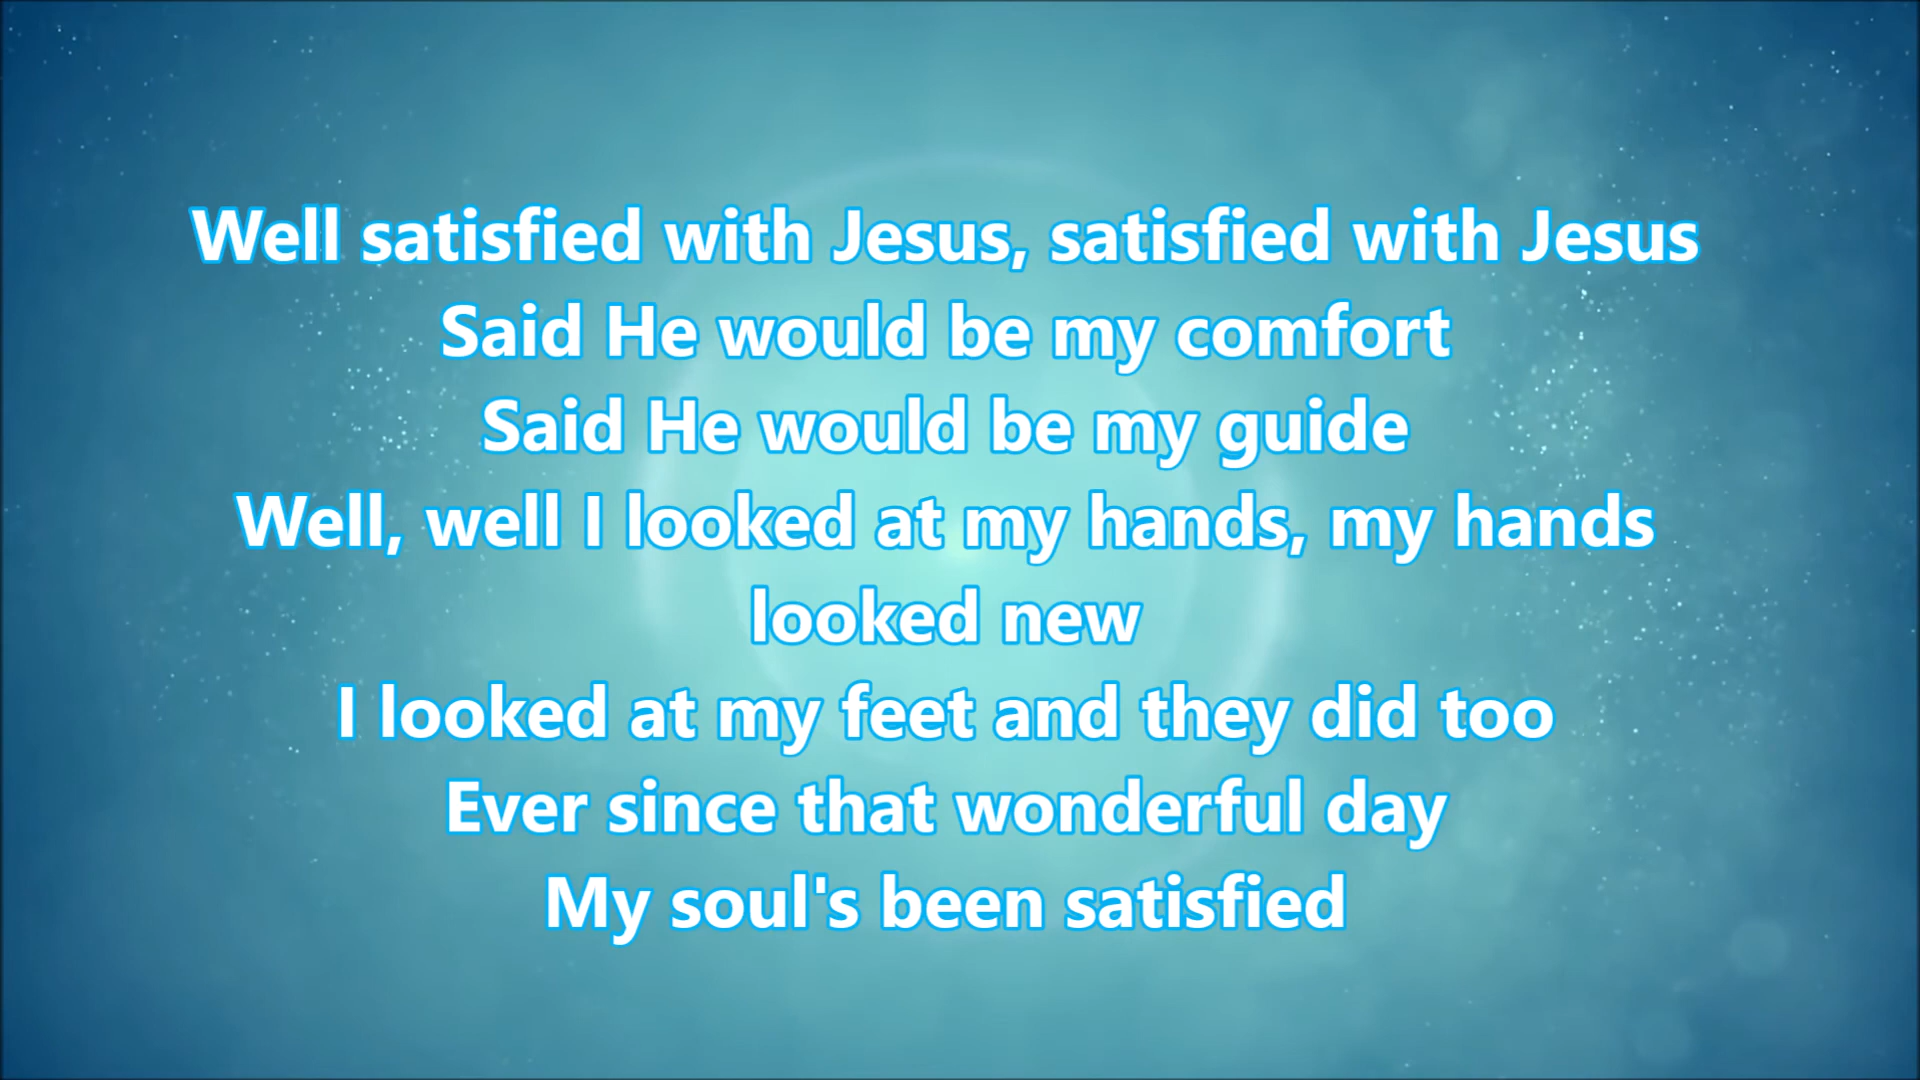 Well satisfied with Jesus, satisfied with Jesus
Said He would be my comfort
Said He would be my guide
Well, well I looked at my hands, my hands
looked new
I looked at my feet and they did too
Ever since that wonderful day
My soul's been satisfied